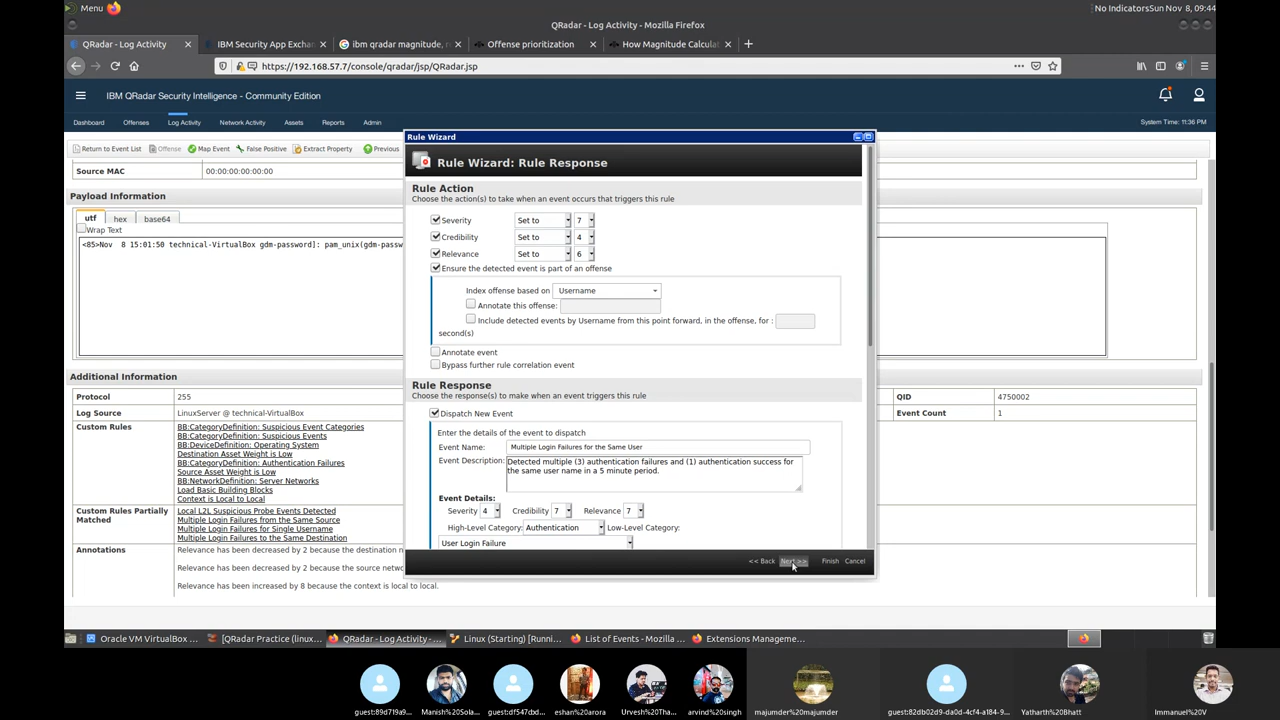 Menu
No Indicators Sun Nov 8, 09:44
QRadar - Log Activity - Mozilla Firefox
QRadar - Log Activity
IBM Security App Exchan
ibm qradar magnitude, r
Offense prioritization
How Magnitude Calcula
https://192.168.57.7/console/qradar/jsp/QRadar.jsp
IBM QRadar Security Intelligence - Community Edition
Dashboard Offenses Log Activity Network Activity Assets Reports Admin
System Time: 11:36 PM
Return to Event List Offense Map Event False Positive Extract Property Previous
Source MAC 00:00:00:00:00:00
Payload Information
utf hex base64
Wrap Text
<85>Nov 8 15:01:50 technical-VirtualBox gdm-password]: pam_unix(gdm-passw
Additional Information
Protocol 255 QID 4750002
Log Source LinuxServer @ technical-VirtualBox Event Count 1
Custom Rules
BB:CategoryDefinition: Suspicious Event Categories
BB:CategoryDefinition: Suspicious Events
BB:DeviceDefinition: Operating System
Destination Asset Weight is Low
BB:CategoryDefinition: Authentication Failures
Source Asset Weight is Low
BB:NetworkDefinition: Server Networks
Load Basic Building Blocks
Context is Local to Local
Custom Rules Partially Matched
Local L2L Suspicious Probe Events Detected
Multiple Login Failures from the Same Source
Multiple Login Failures for Single Username
Multiple Login Failures to the Same Destination
Annotations
Relevance has been decreased by 2 because the destination n
Relevance has been decreased by 2 because the source netw
Relevance has been increased by 8 because the context is local to local.
Rule Wizard
Rule Wizard: Rule Response
Rule Action
Choose the action(s) to take when an event occurs that triggers this rule
Severity Set to 7
Credibility Set to 4
Relevance Set to 6
Ensure the detected event is part of an offense
Index offense based on Username
Annotate this offense:
Include detected events by Username from this point forward, in the offense, for :
second(s)
Annotate event
Bypass further rule correlation event
Rule Response
Choose the response(s) to make when an event triggers this rule
Dispatch New Event
Enter the details of the event to dispatch
Event Name: Multiple Login Failures for the Same User
Event Description: Detected multiple (3) authentication failures and (1) authentication success for
the same user name in a 5 minute period.
Event Details:
Severity 4 Credibility 7 Relevance 7
High-Level Category: Authentication Low-Level Category:
User Login Failure
<< Back Next >> Finish Cancel
Oracle VM VirtualBox ...
[QRadar Practice (linux...
QRadar - Log Activity -...
Linux (Starting) [Runni...
List of Events - Mozilla ...
Extensions Manageme...
guest:89d719a9...
Manish%20Sola...
guest:df547dxd...
eshan%20arora
Urvesh%20Tha...
arvind%20singh
majumder%20majumder
guest:82db02d9-da0d-4cf4-a184-9...
Yatharth%20Bhatt
Immanuel%20V